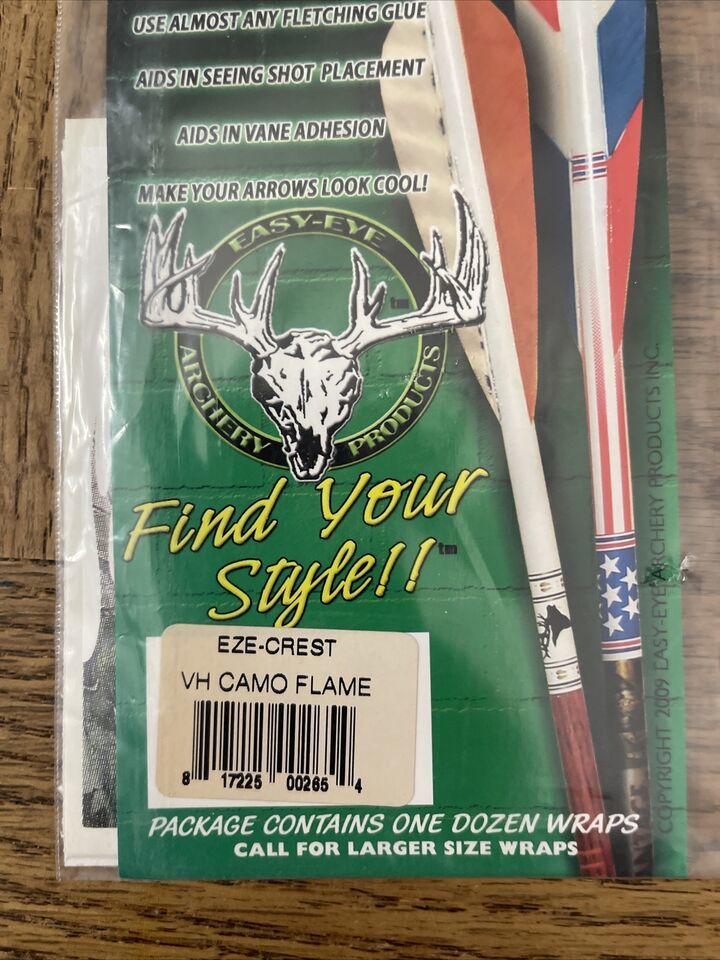 USE ALMOST ANY FLETCHING GLUE
AIDS IN SEEING SHOT PLACEMENT
AIDS IN VANE ADHESION
MAKE YOUR ARROWS LOOK COOL!
EASY-EYE
tm
ARCHERY PRODUCTS
Find Your
Style!! tm
EZE-CREST
VH CAMO FLAME
8 17225 00265 4
PACKAGE CONTAINS ONE DOZEN WRAPS
CALL FOR LARGER SIZE WRAPS
COPYRIGHT 2009 EASY-EYE ARCHERY PRODUCTS INC.